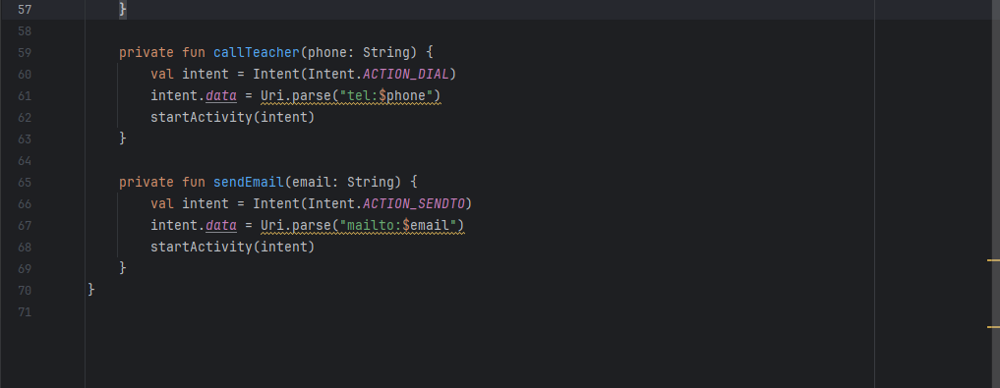 57 }
58
59 private fun callTeacher(phone: String) {
60 val intent = Intent(Intent.ACTION_DIAL)
61 intent.data = Uri.parse("tel:$phone")
62 startActivity(intent)
63 }
64
65 private fun sendEmail(email: String) {
66 val intent = Intent(Intent.ACTION_SENDTO)
67 intent.data = Uri.parse("mailto:$email")
68 startActivity(intent)
69 }
70 }
71